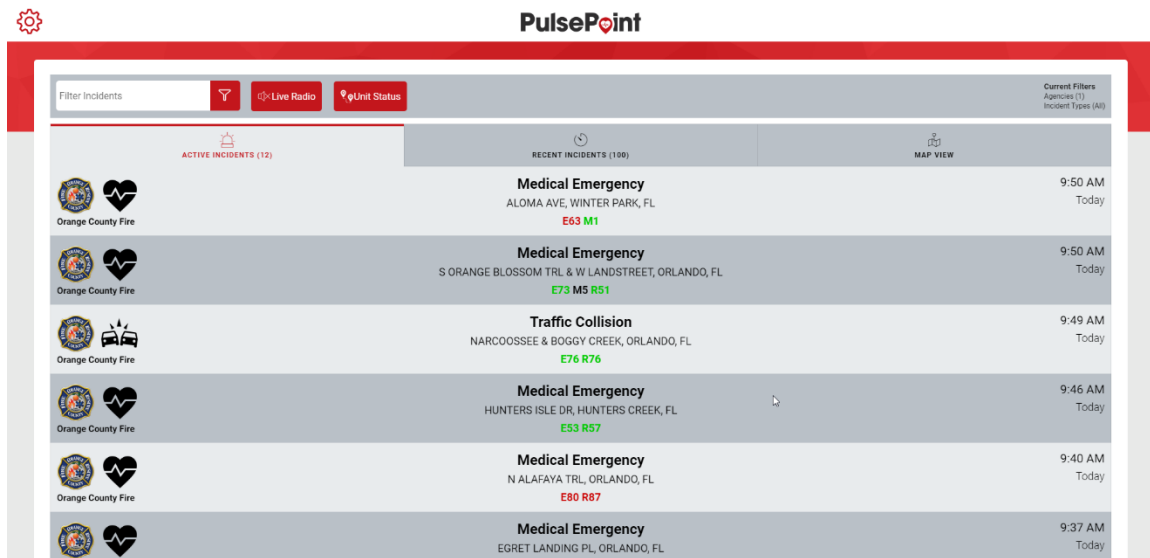 PulsePoint
Filter Incidents
Live Radio
Unit Status
Current Filters
Agencies (1)
Incident Types (All)
ACTIVE INCIDENTS (12)
RECENT INCIDENTS (100)
MAP VIEW
Orange County Fire
Medical Emergency
ALOMA AVE, WINTER PARK, FL
E63 M1
9:50 AM
Today
Orange County Fire
Medical Emergency
S ORANGE BLOSSOM TRL & W LANDSTREET, ORLANDO, FL
E73 M5 R51
9:50 AM
Today
Orange County Fire
Traffic Collision
NARCOOSSEE & BOGGY CREEK, ORLANDO, FL
E76 R76
9:49 AM
Today
Orange County Fire
Medical Emergency
HUNTERS ISLE DR, HUNTERS CREEK, FL
E53 R57
9:46 AM
Today
Orange County Fire
Medical Emergency
N ALAFAYA TRL, ORLANDO, FL
E80 R87
9:40 AM
Today
Medical Emergency
EGRET LANDING PL, ORLANDO, FL
9:37 AM
Today